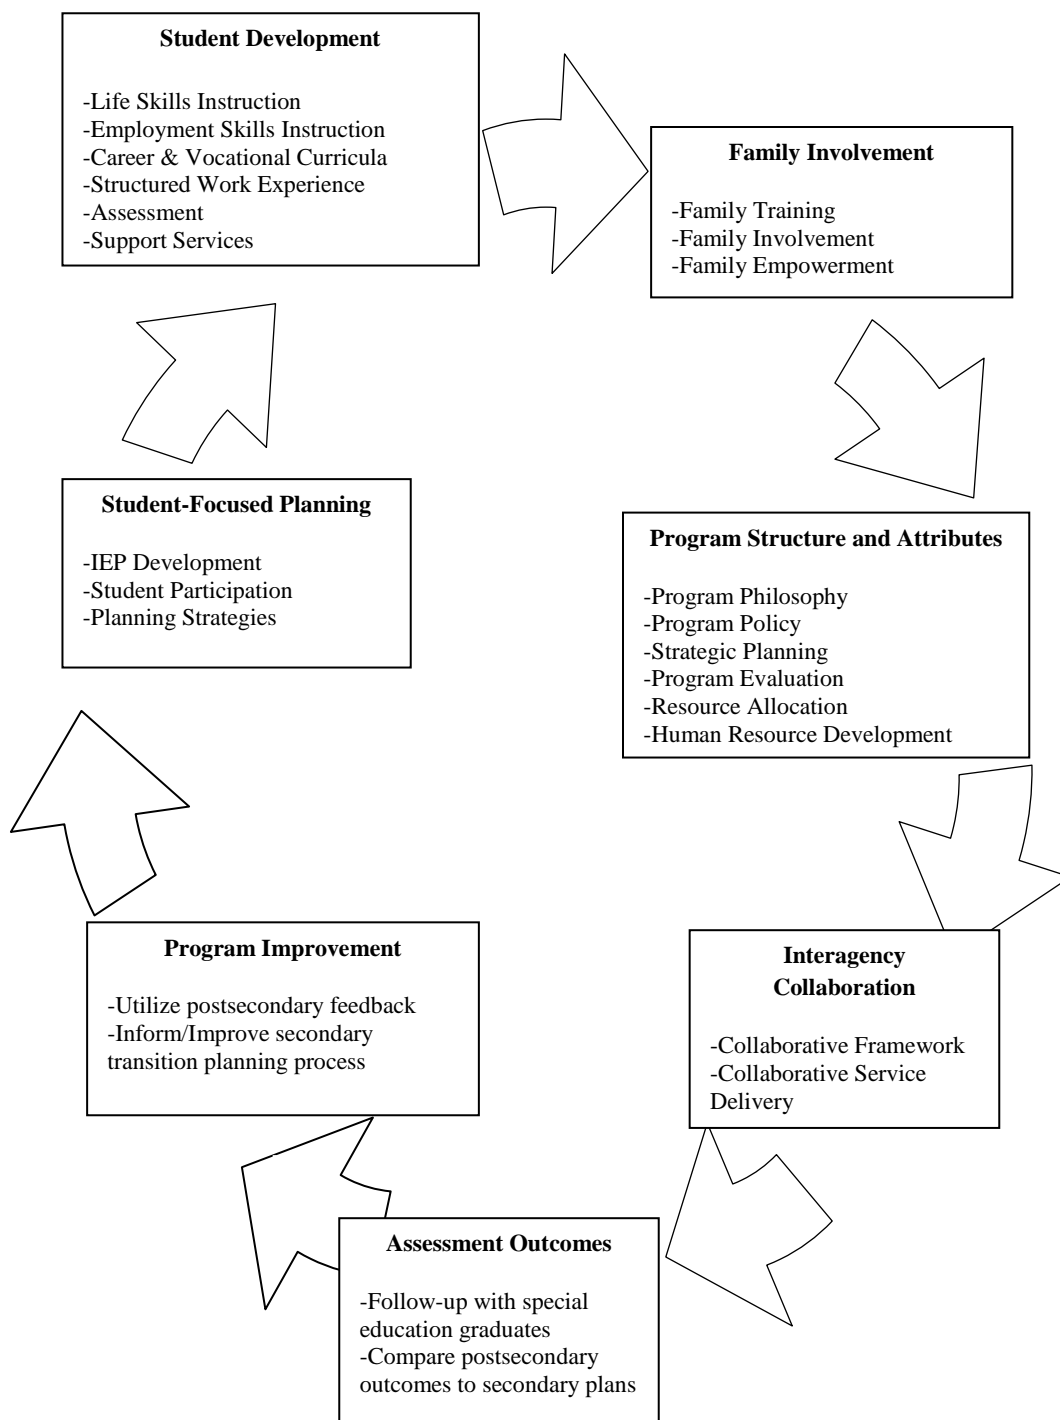 Student Development
-Life Skills Instruction
-Employment Skills Instruction
-Career & Vocational Curricula
-Structured Work Experience
-Assessment
-Support Services
Family Involvement
-Family Training
-Family Involvement
-Family Empowerment
Program Structure and Attributes
-Program Philosophy
-Program Policy
-Strategic Planning
-Program Evaluation
-Resource Allocation
-Human Resource Development
Interagency
Collaboration
-Collaborative Framework
-Collaborative Service
Delivery
Assessment Outcomes
-Follow-up with special
education graduates
-Compare postsecondary
outcomes to secondary plans
Program Improvement
-Utilize postsecondary feedback
-Inform/Improve secondary
transition planning process
Student-Focused Planning
-IEP Development
-Student Participation
-Planning Strategies